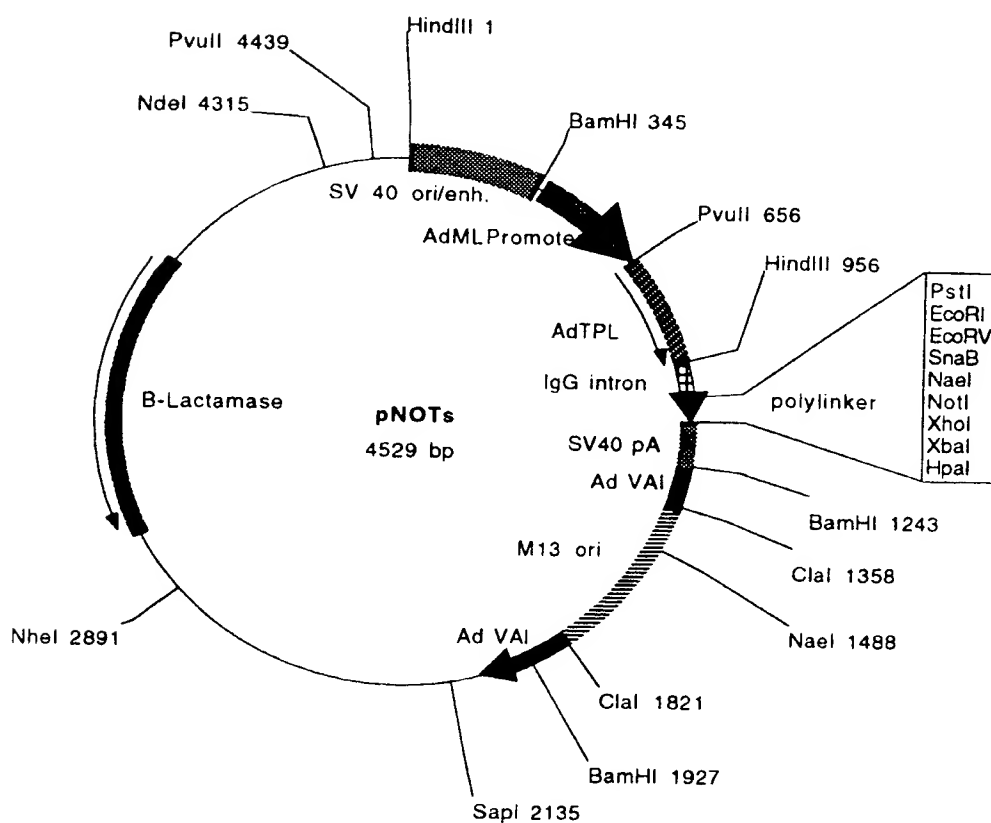 HindIII 1
PvuII 4439
NdeI 4315
BamHI 345
SV 40 ori/enh.
AdMLPromote
PvuII 656
HindIII 956
AdTPL
IgG intron
polylinker
PstI
EcoRI
EcoRV
SnaB
NaeI
NotI
XhoI
XbaI
HpaI
B-Lactamase
pNOTs
4529 bp
SV40 pA
Ad VAI
BamHI 1243
M13 ori
ClaI 1358
NheI 2891
Ad VAI
NaeI 1488
ClaI 1821
BamHI 1927
SapI 2135